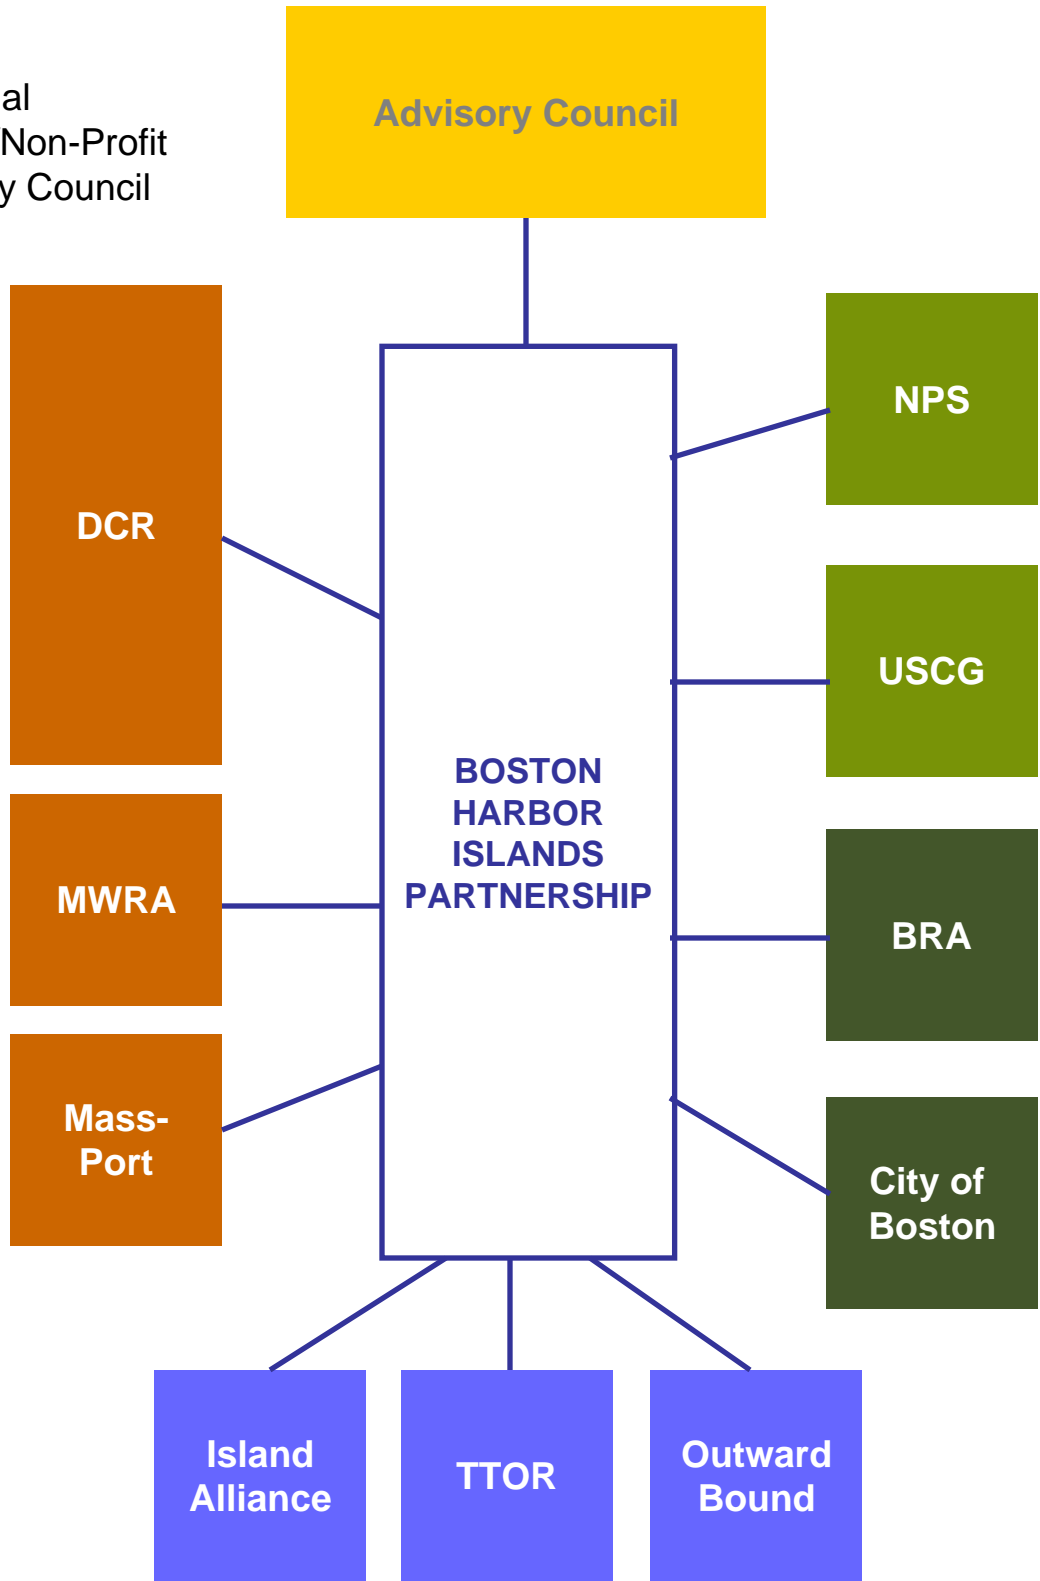 al
Non-Profit
y Council
Advisory Council
DCR
MWRA
Mass-
Port
BOSTON
HARBOR
ISLANDS
PARTNERSHIP
NPS
USCG
BRA
City of
Boston
Island
Alliance
TTOR
Outward
Bound